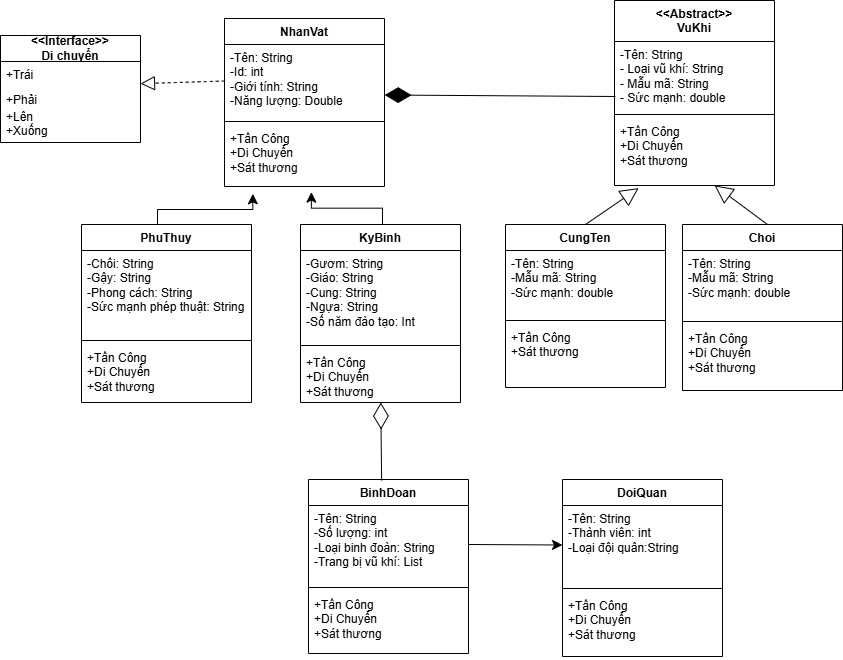 <<Interface>>
Di chuyển
+Trái
+Phải
+Lên
+Xuống
NhanVat
-Tên: String
-Id: int
-Giới tính: String
-Năng lượng: Double
+Tấn Công
+Di Chuyển
+Sát thương
<<Abstract>>
VuKhi
-Tên: String
- Loại vũ khí: String
- Mẫu mã: String
- Sức mạnh: double
+Tấn Công
+Di Chuyển
+Sát thương
PhuThuy
-Chổi: String
-Gậy: String
-Phong cách: String
-Sức mạnh phép thuật: String
+Tấn Công
+Di Chuyển
+Sát thương
KyBinh
-Gươm: String
-Giáo: String
-Cung: String
-Ngựa: String
-Số năm đào tạo: Int
+Tấn Công
+Di Chuyển
+Sát thương
CungTen
-Tên: String
-Mẫu mã: String
-Sức mạnh: double
+Tấn Công
+Sát thương
Choi
-Tên: String
-Mẫu mã: String
-Sức mạnh: double
+Tấn Công
+Di Chuyển
+Sát thương
BinhDoan
-Tên: String
-Số lượng: int
-Loại binh đoàn: String
-Trang bị vũ khí: List
+Tấn Công
+Di Chuyển
+Sát thương
DoiQuan
-Tên: String
-Thành viên: int
-Loại đội quân:String
+Tấn Công
+Di Chuyển
+Sát thương